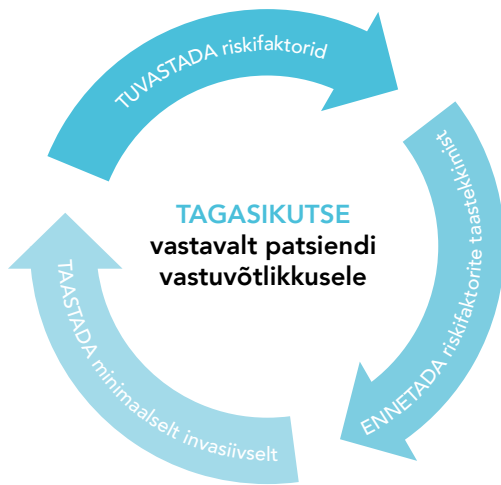 TUVASTADA riskifaktorid
ENNETADA riskifaktorite taastekkimist
TAASTADA minimaalselt invasiivselt
TAGASIKUTSE
vastavalt patsiendi
vastuvõtlikkusele